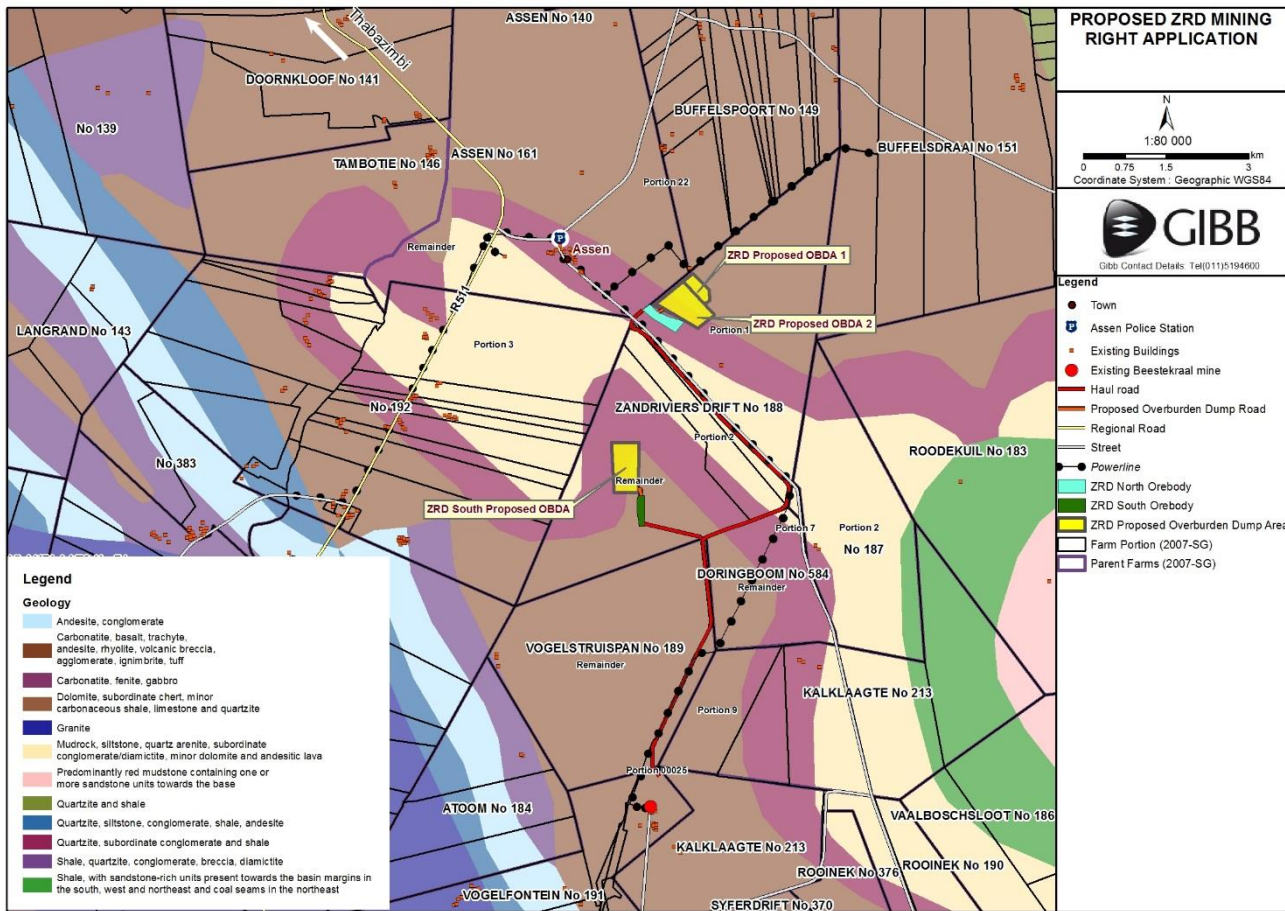 PROPOSED ZRD MINING
RIGHT APPLICATION
N
1:80 000
km
0 0.75 1.5 3
Coordinate System : Geographic WGS84
GIBB
Gibb Contact Details: Tel(011)5194600
Legend
Town
P
Assen Police Station
Existing Buildings
Existing Beestekraal mine
Haul road
Proposed Overburden Dump Road
Regional Road
Street
Powerline
ZRD North Orebody
ZRD South Orebody
ZRD Proposed Overburden Dump Area
Farm Portion (2007-SG)
Parent Farms (2007-SG)
Thabazimbi
ASSEN No 140
DOORNKLOOF No 141
No 139
BUFFELSPOORT No 149
BUFFELSDRAAI No 151
TAMBOTIE No 146
ASSEN No 161
Portion 22
Remainder
P
Assen
ZRD Proposed OBDA 1
ZRD Proposed OBDA 2
Portion 1
R511
LANGRAND No 143
Portion 3
No 192
ZANDRIVIERS DRIFT No 188
Portion 2
ROODEKUIL No 183
No 383
Remainder
ZRD South Proposed OBDA
Portion 7
Portion 2
No 187
DORINGBOOM No 584
Remainder
VOGELSTRUISPAN No 189
Remainder
KALKLAAGTE No 213
Portion 9
Portion 00025
ATOOM No 184
VAALBOSCHSLOOT No 186
KALKLAAGTE No 213
ROOINEK No 190
ROOINEK No 376
VOGELFONTEIN No 191
SYFERDRIFT No 370
Legend
Geology
Andesite, conglomerate
Carbonatite, basalt, trachyte,
andesite, rhyolite, volcanic breccia,
agglomerate, ignimbrite, tuff
Carbonatite, fenite, gabbro
Dolomite, subordinate chert, minor
carbonaceous shale, limestone and quartzite
Granite
Mudrock, siltstone, quartz arenite, subordinate
conglomerate/diamictite, minor dolomite and andesitic lava
Predominantly red mudstone containing one or
more sandstone units towards the base
Quartzite and shale
Quartzite, siltstone, conglomerate, shale, andesite
Quartzite, subordinate conglomerate and shale
Shale, quartzite, conglomerate, breccia, diamictite
Shale, with sandstone-rich units present towards the basin margins in
the south, west and northeast and coal seams in the northeast